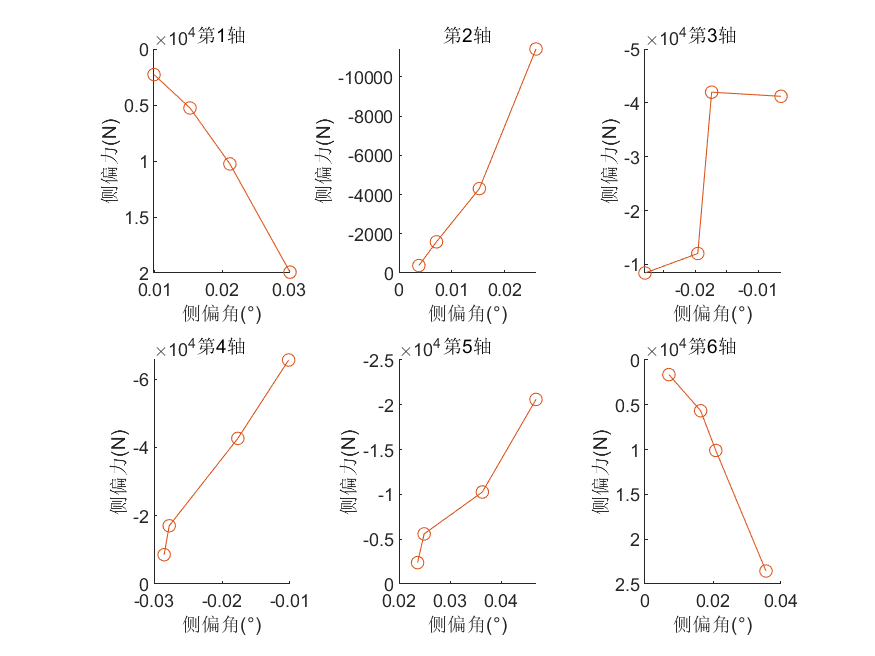 ×10⁴ 第1轴
0
0.5
1
1.5
2
侧偏力(N)
0.01 0.02 0.03
侧偏角(°)
第2轴
-10000
-8000
-6000
-4000
-2000
0
侧偏力(N)
0 0.01 0.02
侧偏角(°)
×10⁴ 第3轴
-5
-4
-3
-2
-1
侧偏力(N)
-0.02 -0.01
侧偏角(°)
×10⁴ 第4轴
-6
-4
-2
0
侧偏力(N)
-0.03 -0.02 -0.01
侧偏角(°)
×10⁴ 第5轴
-2.5
-2
-1.5
-1
-0.5
0
侧偏力(N)
0.02 0.03 0.04
侧偏角(°)
×10⁴ 第6轴
0
0.5
1
1.5
2
2.5
侧偏力(N)
0 0.02 0.04
侧偏角(°)